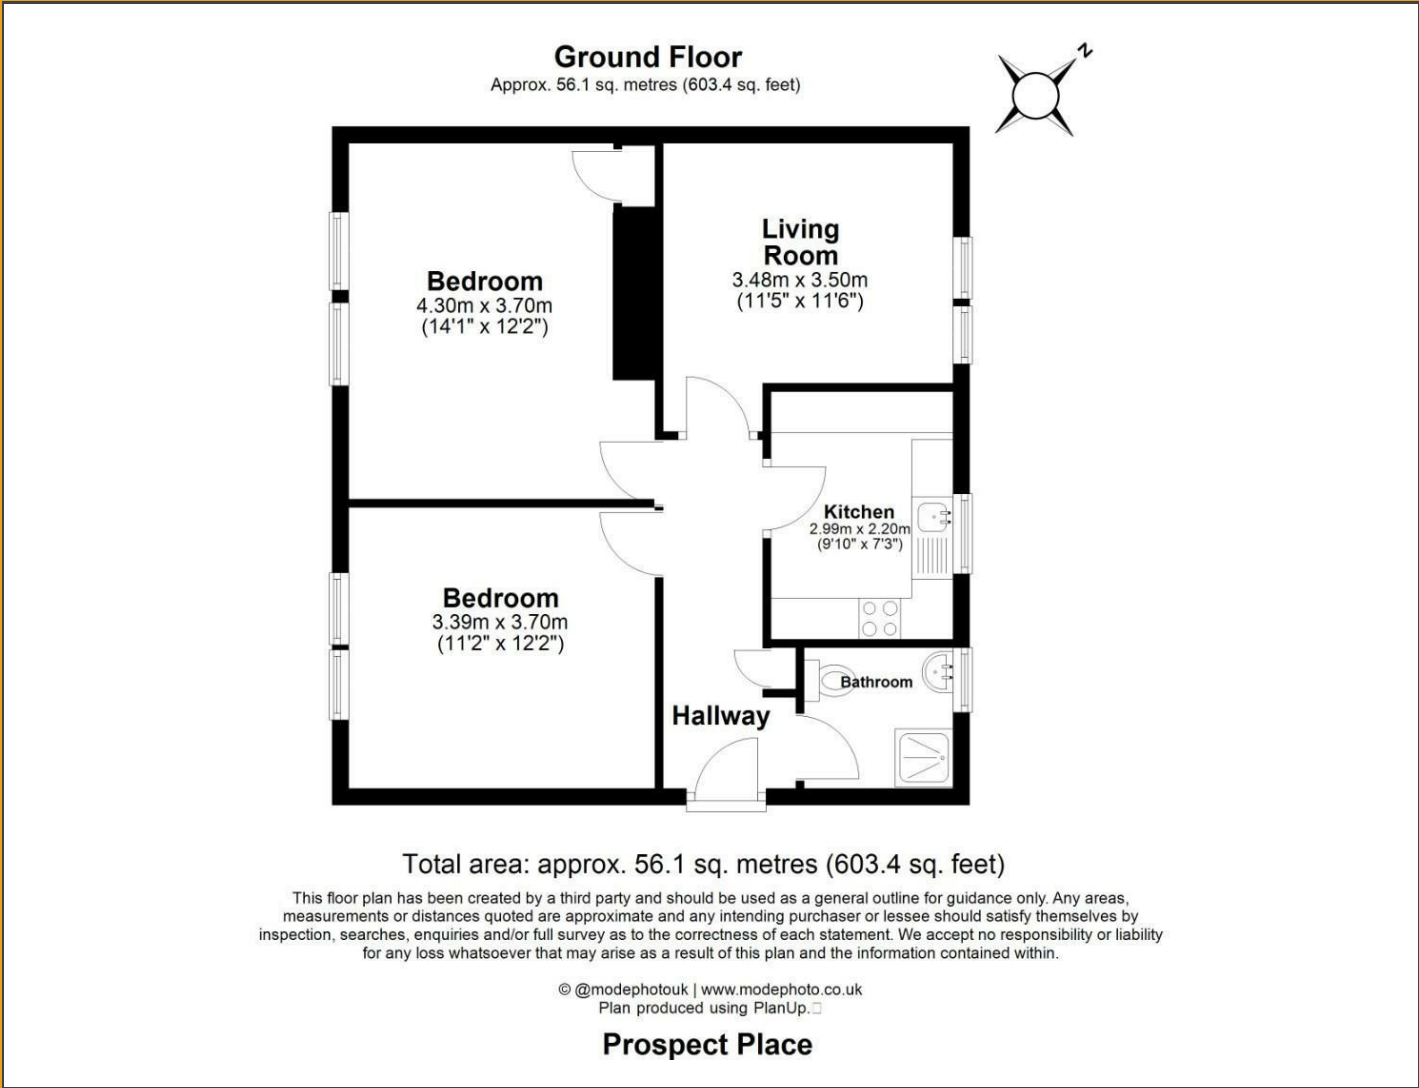 Ground Floor
Approx. 56.1 sq. metres (603.4 sq. feet)
N
Living
Room
3.48m x 3.50m
(11'5" x 11'6")
Bedroom
4.30m x 3.70m
(14'1" x 12'2")
Kitchen
2.99m x 2.20m
(9'10" x 7'3")
Bedroom
3.39m x 3.70m
(11'2" x 12'2")
Bathroom
Hallway
Total area: approx. 56.1 sq. metres (603.4 sq. feet)
This floor plan has been created by a third party and should be used as a general outline for guidance only. Any areas,
measurements or distances quoted are approximate and any intending purchaser or lessee should satisfy themselves by
inspection, searches, enquiries and/or full survey as to the correctness of each statement. We accept no responsibility or liability
for any loss whatsoever that may arise as a result of this plan and the information contained within.
© @modephotouk | www.modephoto.co.uk
Plan produced using PlanUp.
Prospect Place